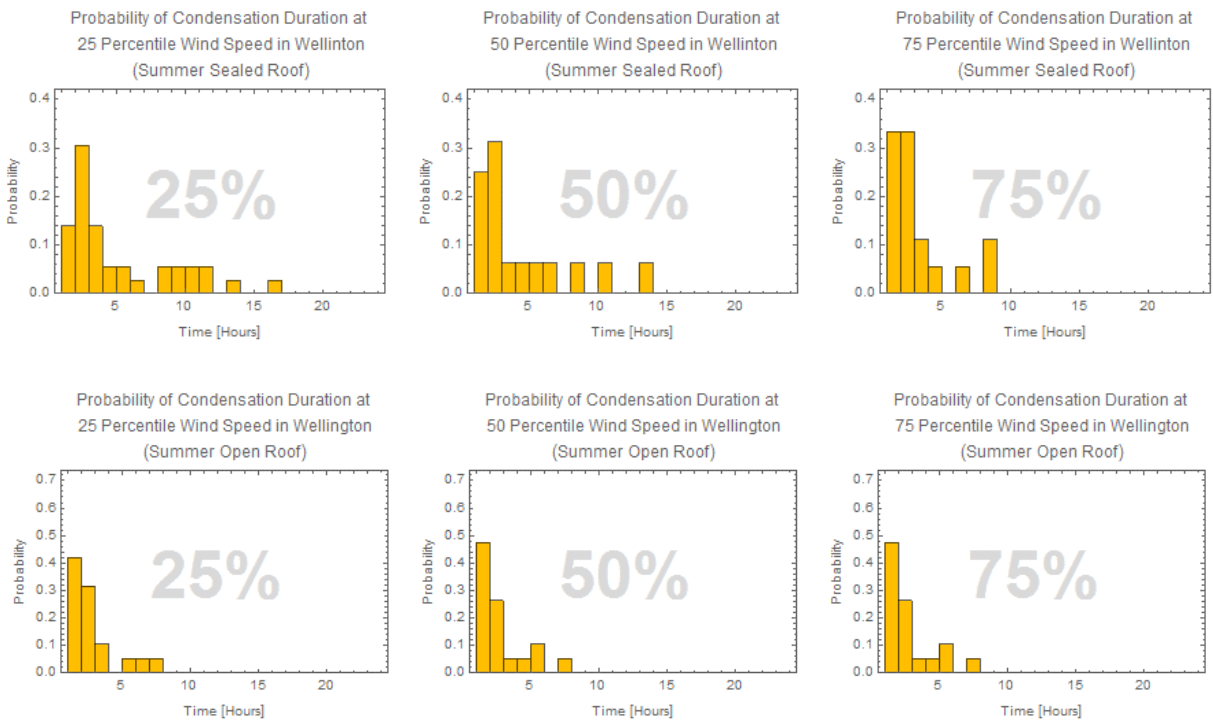 Probability of Condensation Duration at
25 Percentile Wind Speed in Wellinton
(Summer Sealed Roof)
0.4
0.3
0.2
0.1
0.0
Probability
25%
5
10
15
20
Time [Hours]
Probability of Condensation Duration at
50 Percentile Wind Speed in Wellinton
(Summer Sealed Roof)
0.4
0.3
0.2
0.1
0.0
Probability
50%
5
10
15
20
Time [Hours]
Probability of Condensation Duration at
75 Percentile Wind Speed in Wellinton
(Summer Sealed Roof)
0.4
0.3
0.2
0.1
0.0
Probability
75%
5
10
15
20
Time [Hours]
Probability of Condensation Duration at
25 Percentile Wind Speed in Wellington
(Summer Open Roof)
0.7
0.6
0.5
0.4
0.3
0.2
0.1
0.0
Probability
25%
5
10
15
20
Time [Hours]
Probability of Condensation Duration at
50 Percentile Wind Speed in Wellington
(Summer Open Roof)
0.7
0.6
0.5
0.4
0.3
0.2
0.1
0.0
Probability
50%
5
10
15
20
Time [Hours]
Probability of Condensation Duration at
75 Percentile Wind Speed in Wellington
(Summer Open Roof)
0.7
0.6
0.5
0.4
0.3
0.2
0.1
0.0
Probability
75%
5
10
15
20
Time [Hours]